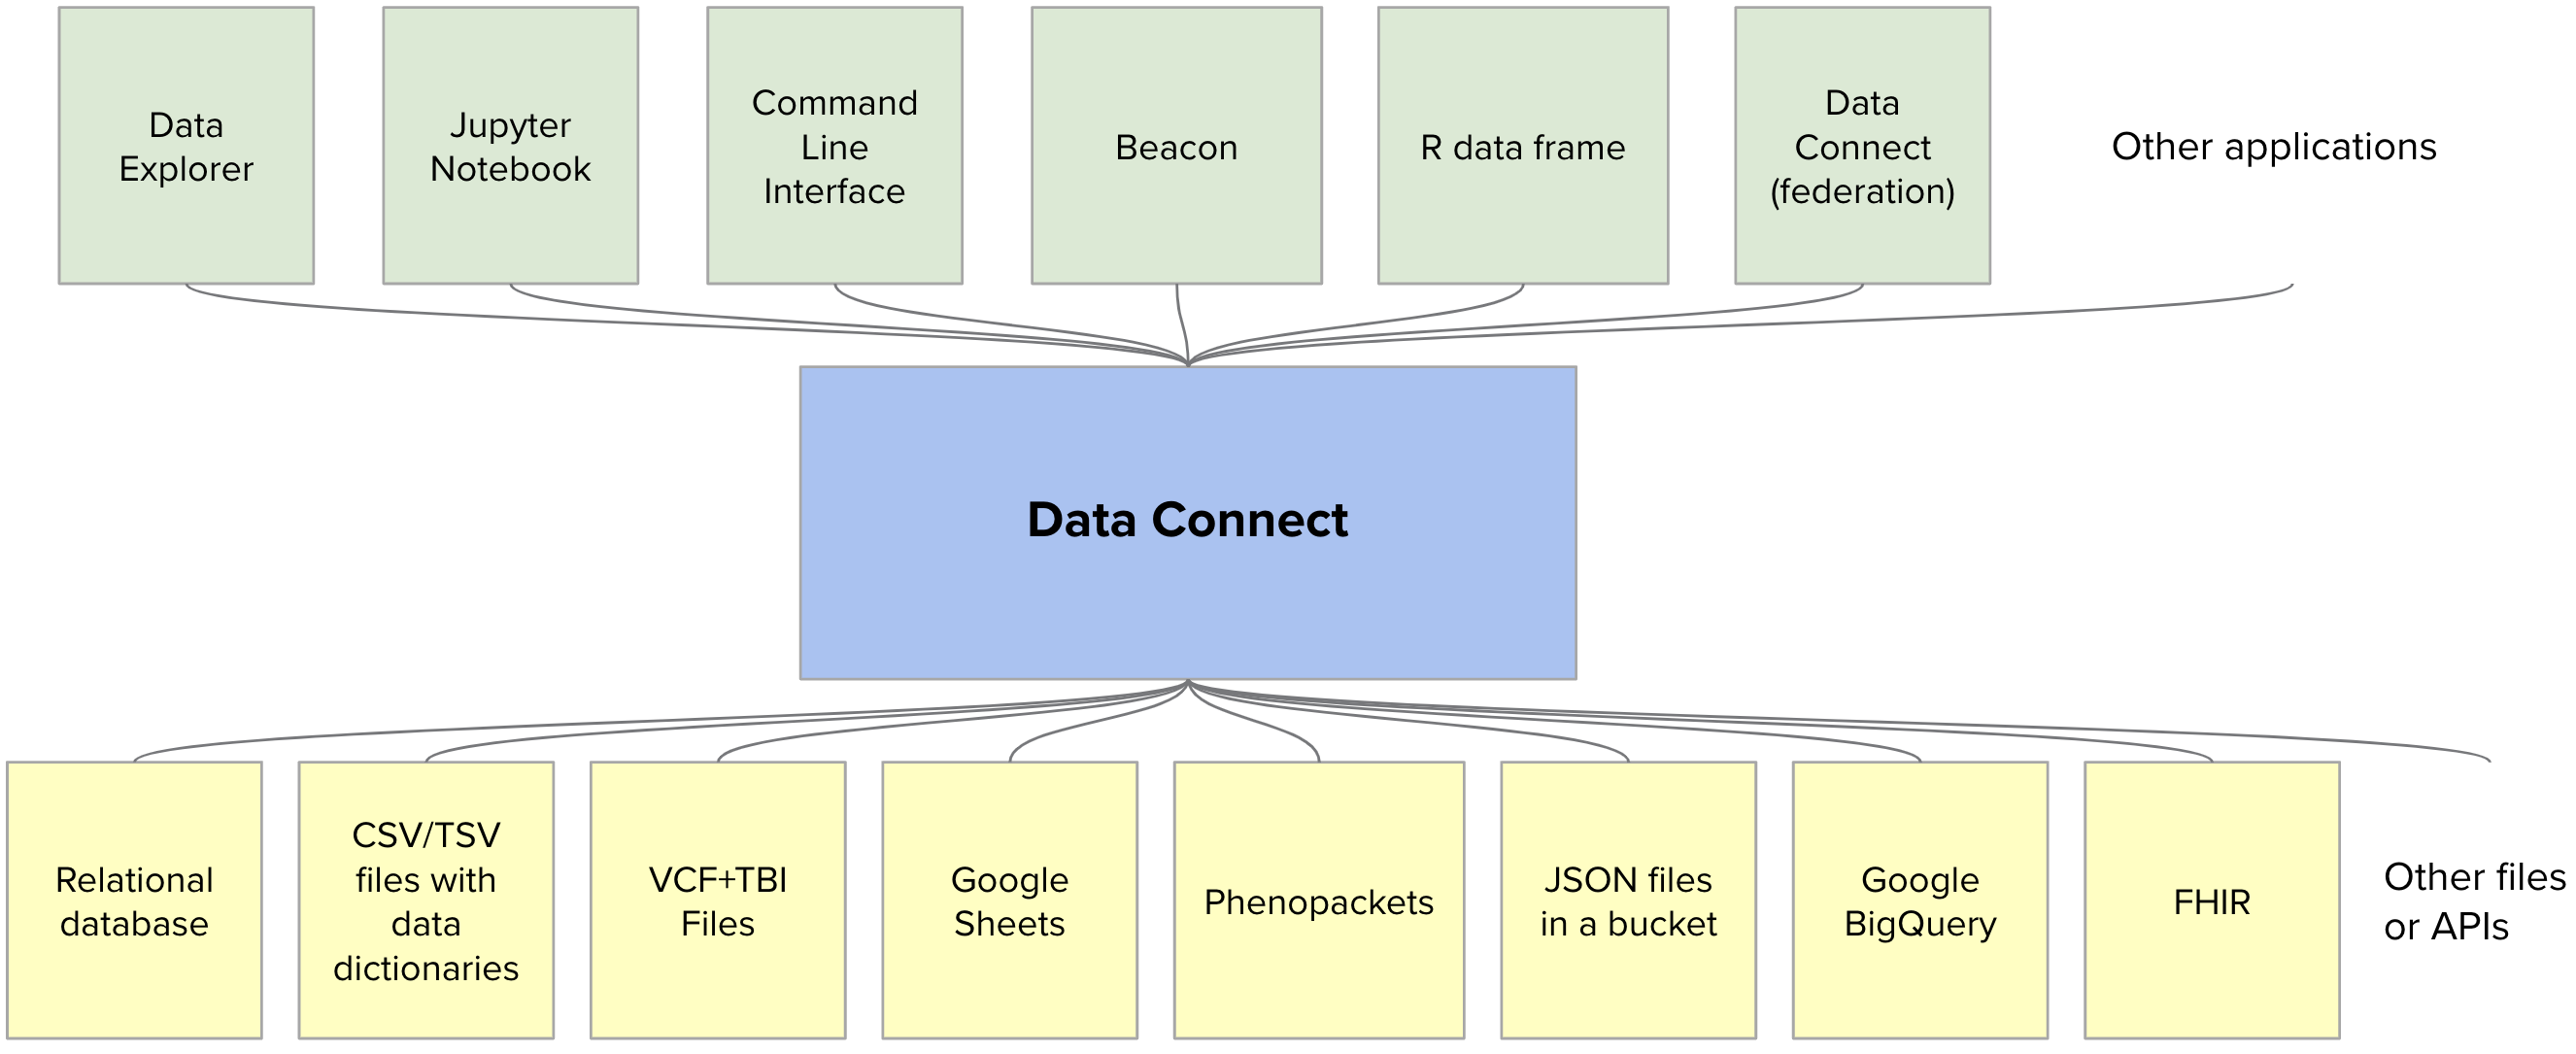 Data
Explorer
Jupyter
Notebook
Command
Line
Interface
Beacon
R data frame
Data
Connect
(federation)
Other applications
Data Connect
Relational
database
CSV/TSV
files with
data
dictionaries
VCF+TBI
Files
Google
Sheets
Phenopackets
JSON files
in a bucket
Google
BigQuery
FHIR
Other files
or APIs